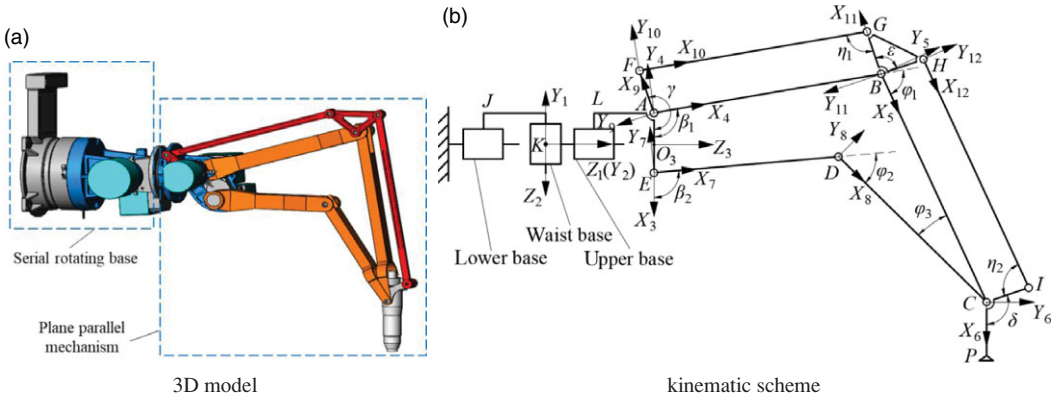 (a)
Serial rotating base
Plane parallel
mechanism
3D model
(b)
X₁₁
G
Y₁₀
Y₄
X₁₀
η₁
ε
Y₅
Y₁₂
F
H
X₉
B
φ₁
X₁₂
γ
A
X₄
Y₁₁
X₅
J
Y₁
L
Y₉
β₁
Y₇
Y₈
K
O₃
Z₃
Z₁(Y₂)
D
φ₂
E
X₇
X₈
Z₂
β₂
φ₃
X₃
Waist base
Lower base
Upper base
η₂
I
C
Y₆
X₆
δ
P
kinematic scheme